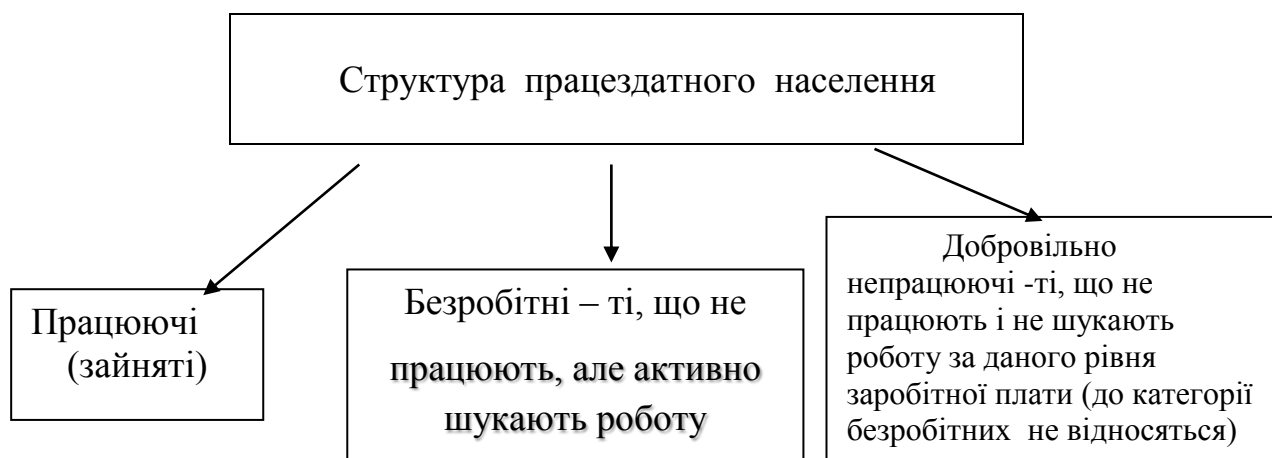 Структура працездатного населення
Працюючі
(зайняті)
Безробітні – ті, що не
працюють, але активно
шукають роботу
Добровільно
непрацюючі -ті, що не
працюють і не шукають
роботу за даного рівня
заробітної плати (до категорії
безробітних не відносяться)